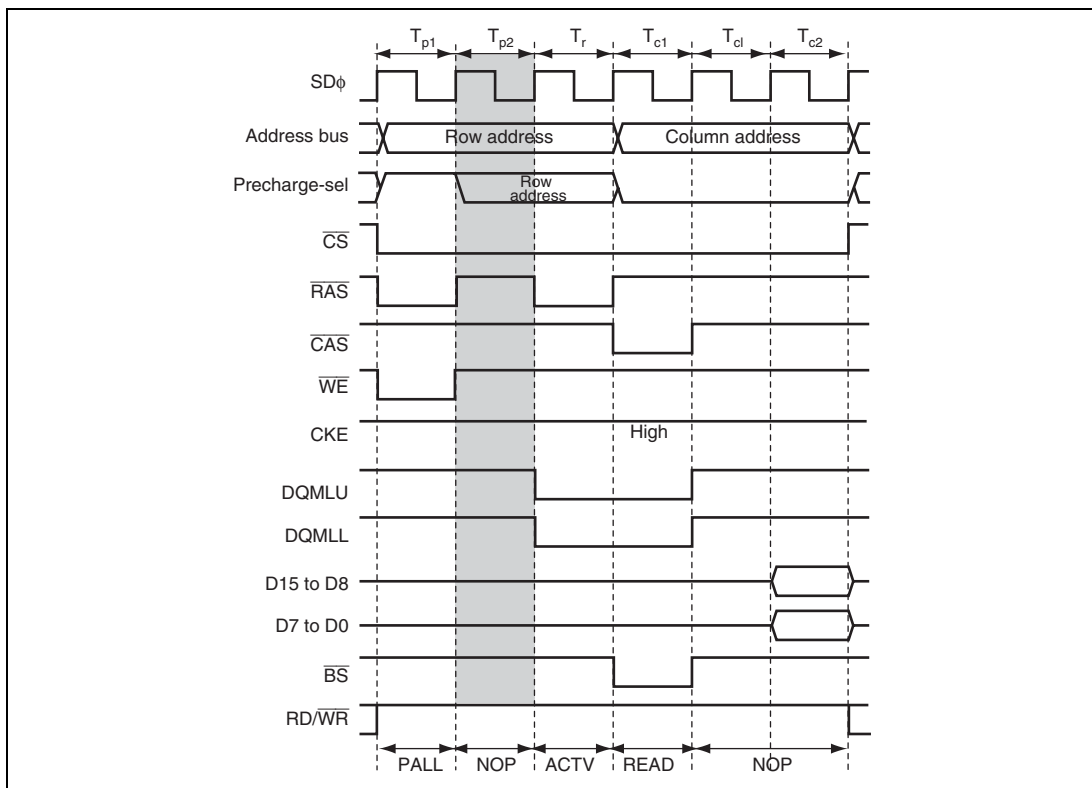 Tp1 Tp2 Tr Tc1 Tcl Tc2
SDϕ
Address bus Row address Column address
Precharge-sel Row address
CS
RAS
CAS
WE
CKE High
DQMLU
DQMLL
D15 to D8
D7 to D0
BS
RD/WR
PALL NOP ACTV READ NOP